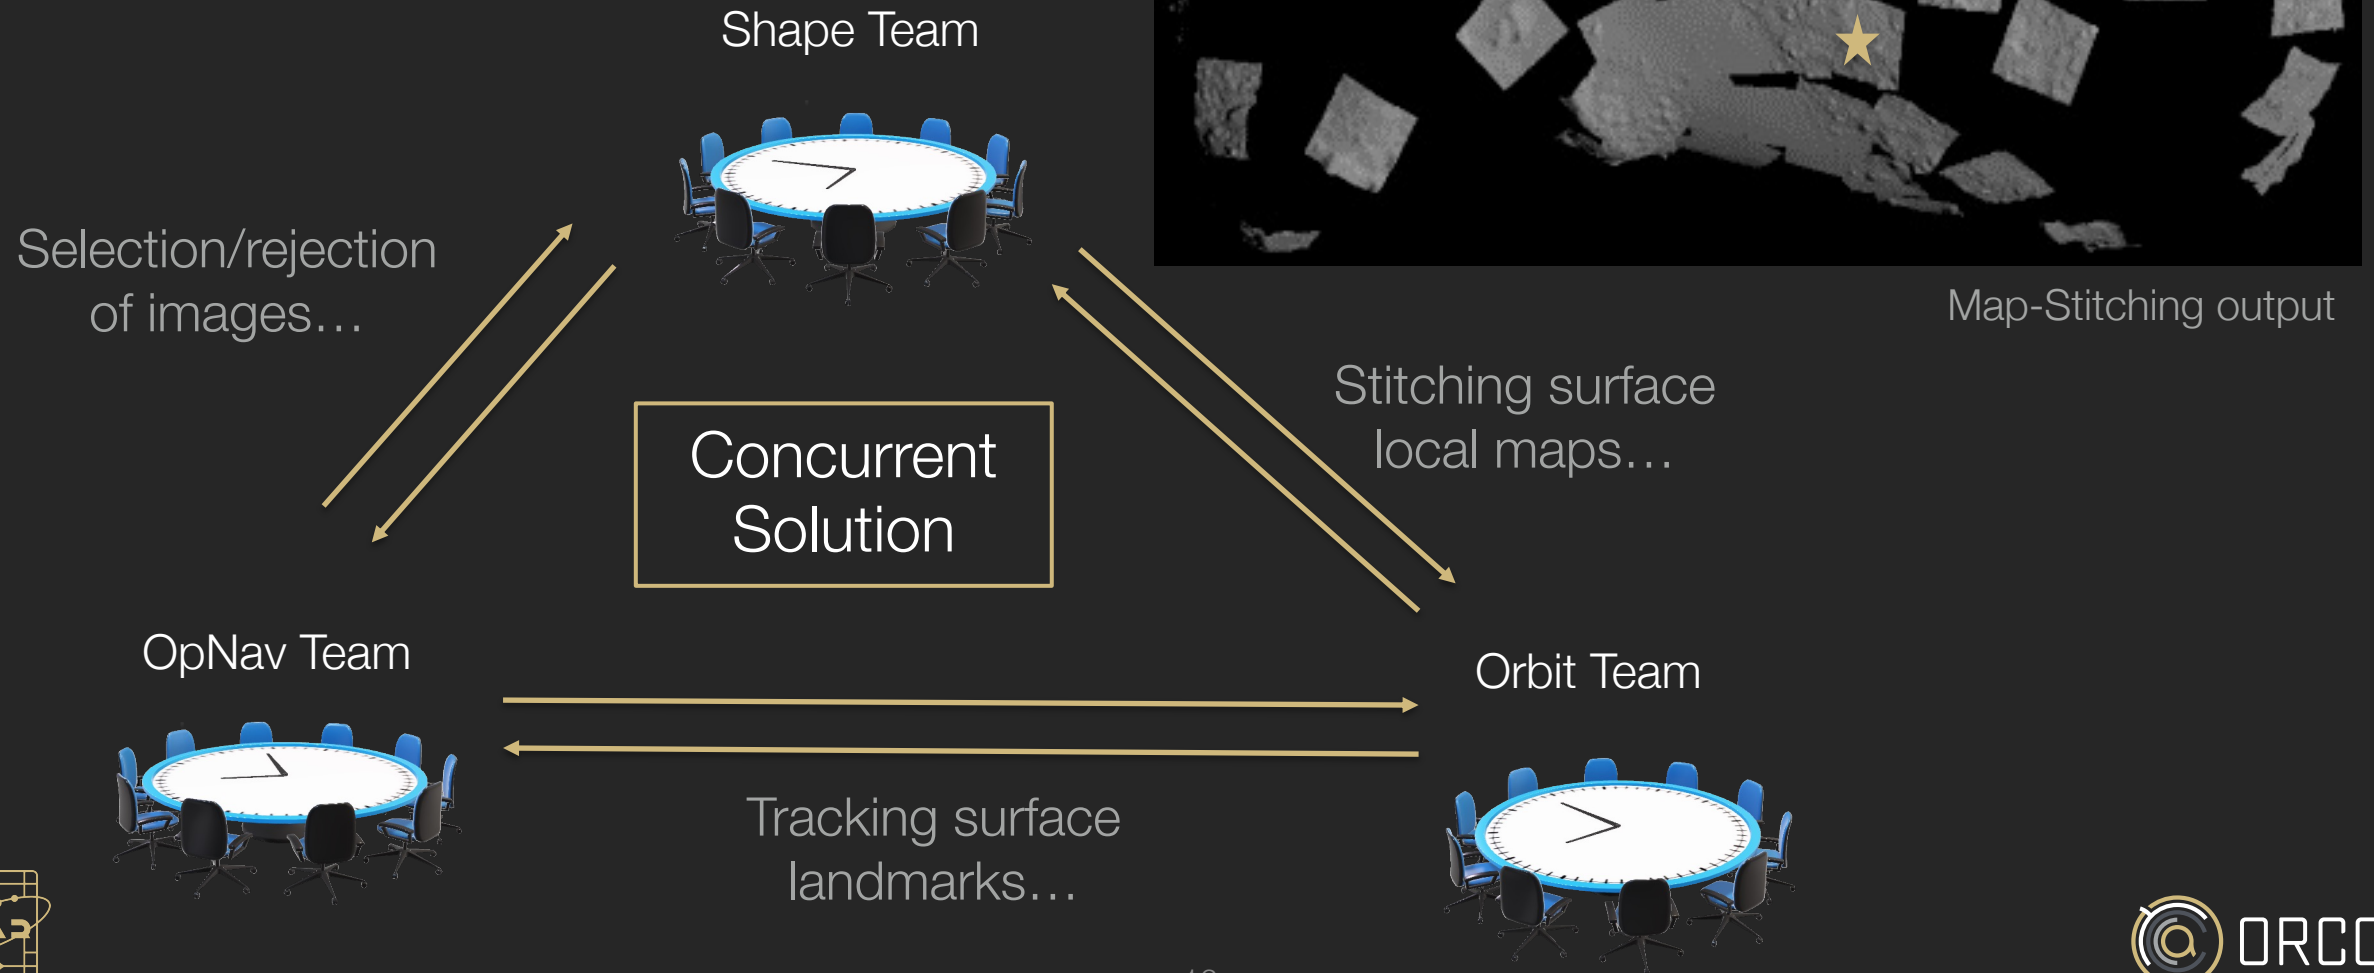 Shape Team
Selection/rejection
of images…
Map-Stitching output
Stitching surface
local maps…
Concurrent
Solution
OpNav Team
Orbit Team
Tracking surface
landmarks…